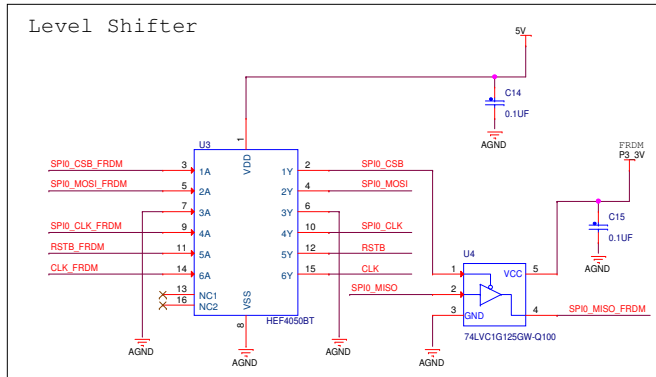 Level Shifter
5V
C14
0.1UF
AGND
FRDM
P3_3V
C15
0.1UF
AGND
U3
1
VDD
SPI0_CSB_FRDM 3 1A 1Y 2 SPI0_CSB
SPI0_MOSI_FRDM 5 2A 2Y 4 SPI0_MOSI
7 3A 3Y 6
SPI0_CLK_FRDM 9 4A 4Y 10 SPI0_CLK
RSTB_FRDM 11 5A 5Y 12 RSTB
CLK_FRDM 14 6A 6Y 15 CLK
13 NC1
16 NC2
VSS
8
HEF4050BT
AGND
AGND
AGND
U4
1 VCC 5
SPI0_MISO 2
3 GND 4 SPI0_MISO_FRDM
74LVC1G125GW-Q100
AGND